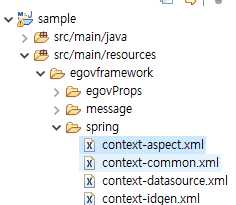 sample
src/main/java
src/main/resources
egovframework
egovProps
message
spring
context-aspect.xml
context-common.xml
context-datasource.xml
context-idgen.xml